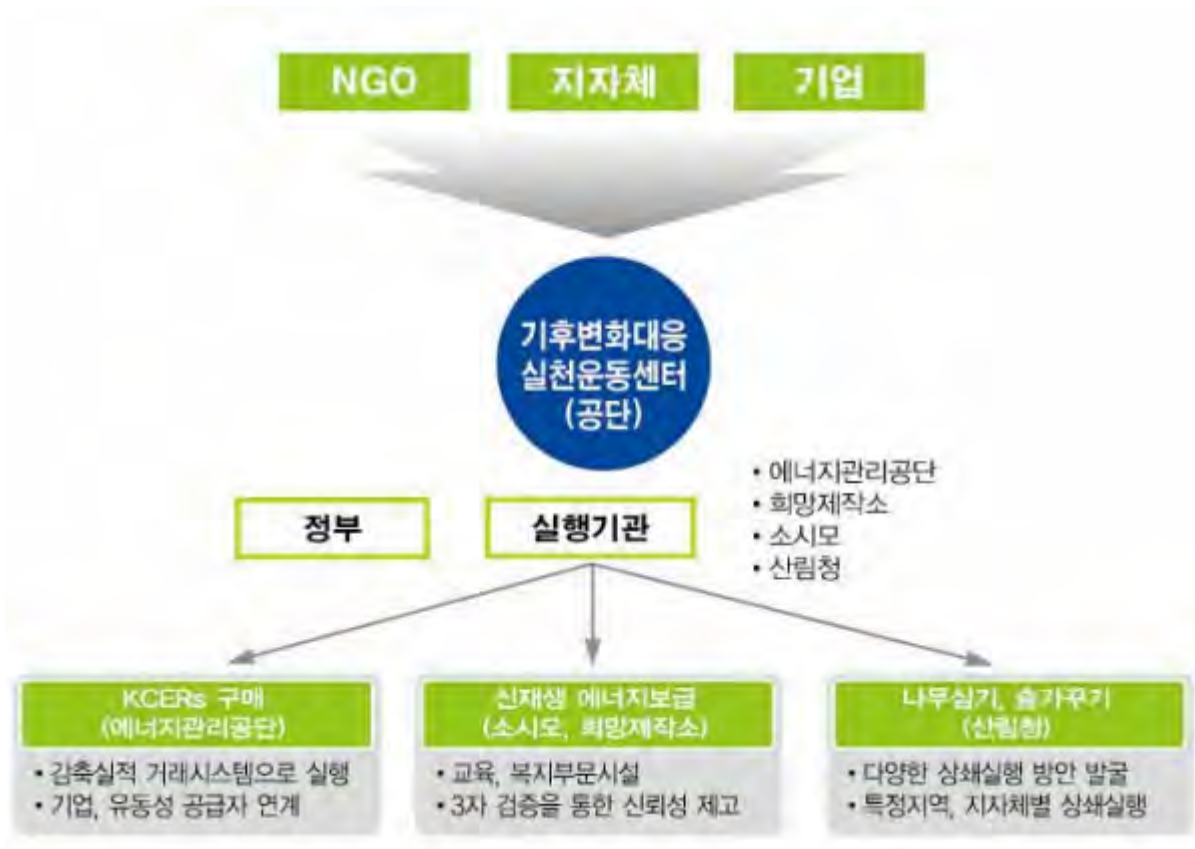 NGO
지자체
기업
기후변화대응
실천운동센터
(공단)
정부
실행기관
• 에너지관리공단
• 희망제작소
• 소시모
• 산림청
KCERs 구매
(에너지관리공단)
• 감축실적 거래시스템으로 실행
• 기업, 유동성 공급자 연계
신재생 에너지보급
(소시모, 희망제작소)
• 교육, 복지부문시설
• 3자 검증을 통한 신뢰성 제고
나무심기, 숲가꾸기
(산림청)
• 다양한 상쇄실행 방안 발굴
• 특정지역, 지자체별 상쇄실행